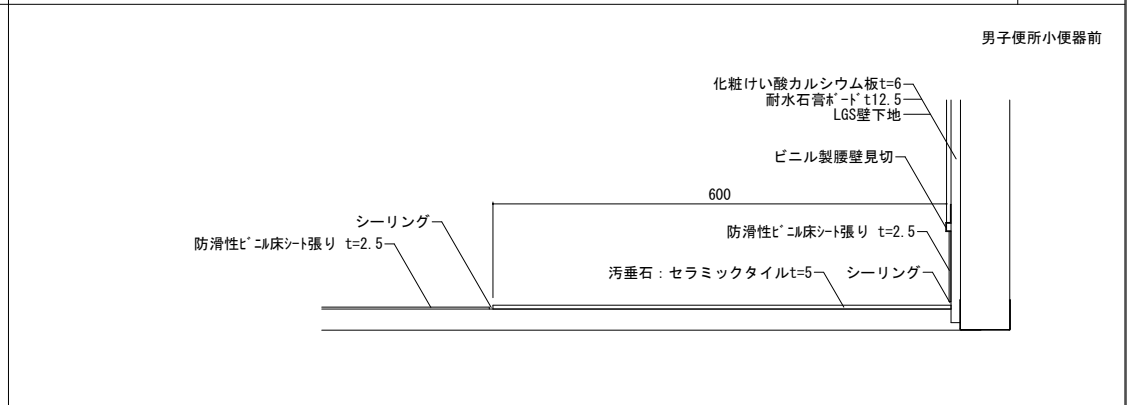 男子便所小便器前
化粧けい酸カルシウム板t=6
耐水石膏ﾎﾞｰﾄﾞt12.5
LGS壁下地
ビニル製腰壁見切
600
シーリング
防滑性ﾋﾞﾆﾙ床ｼｰﾄ張り t=2.5
防滑性ﾋﾞﾆﾙ床ｼｰﾄ張り t=2.5
汚垂石：セラミックタイルt=5
シーリング